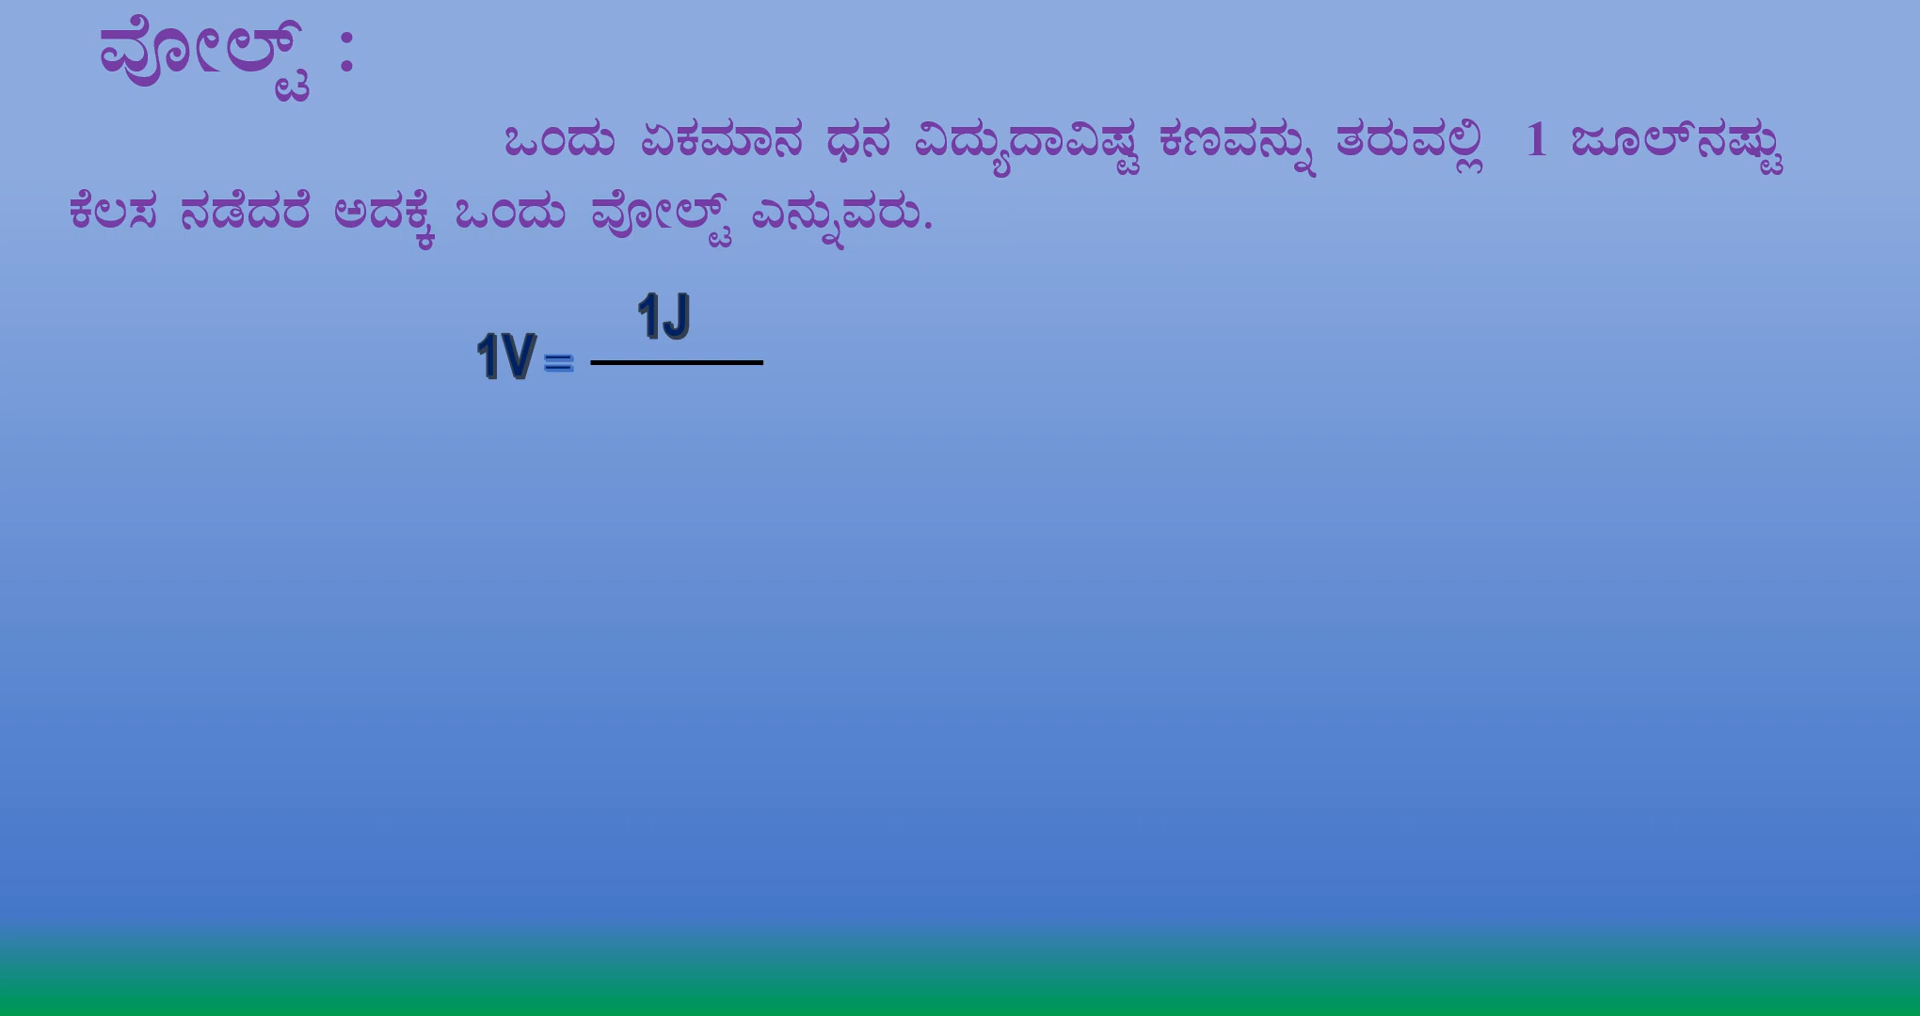 ವೋಲ್ಟ್ :
ಒಂದು ಏಕಮಾನ ಧನ ವಿದ್ಯುದಾವಿಷ್ಟ ಕಣವನ್ನು ತರುವಲ್ಲಿ 1 ಜೂಲ್‌ನಷ್ಟು
ಕೆಲಸ ನಡೆದರೆ ಅದಕ್ಕೆ ಒಂದು ವೋಲ್ಟ್ ಎನ್ನುವರು.
1J
1V=